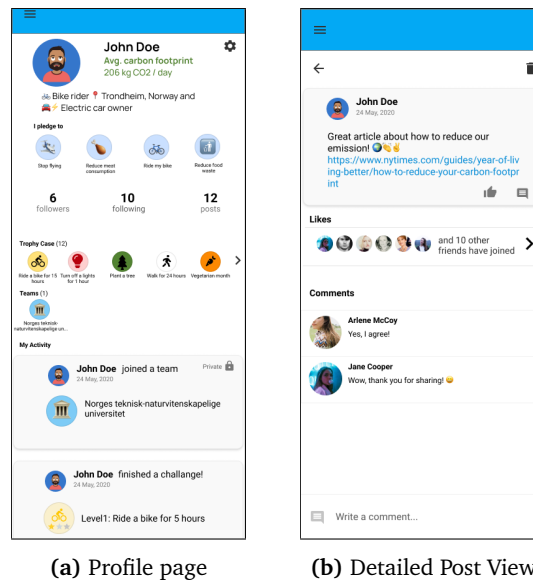 John Doe
Avg. carbon footprint
206 kg CO2 / day
🚲 Bike rider 📍 Trondheim, Norway and
🚘⚡ Electric car owner
I pledge to
Stop flying
Reduce meat
consumption
Ride my bike
Reduce food
waste
6
followers
10
following
12
posts
Trophy Case (12)
Ride a bike for 15
hours
Turn off a lights
for 1 hour
Plant a tree
Walk for 24 hours
Vegetarian month
Teams (1)
Norges teknisk-
naturvitenskapelige un...
My Activity
John Doe joined a team
Private
24 May, 2020
Norges teknisk-naturvitenskapelige
universitet
John Doe finished a challange!
24 May, 2020
Level1: Ride a bike for 5 hours
(a) Profile page
John Doe
24 May, 2020
Great article about how to reduce our
emission! 🌍👏✌
https://www.nytimes.com/guides/year-of-liv
ing-better/how-to-reduce-your-carbon-footpr
int
Likes
and 10 other
friends have joined
Comments
Arlene McCoy
Yes, I agree!
Jane Cooper
Wow, thank you for sharing! 😀
Write a comment...
(b) Detailed Post View